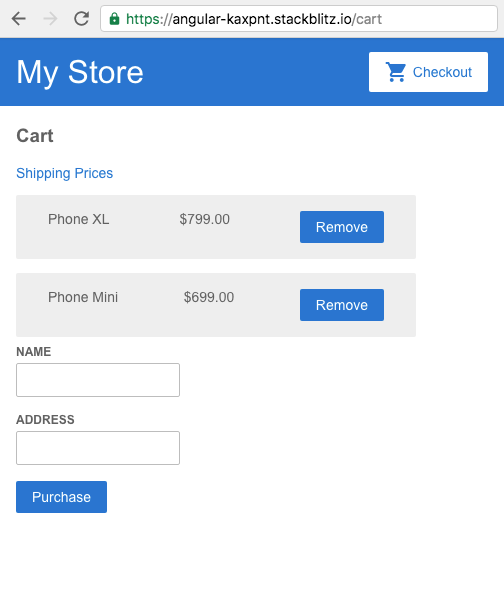 https://angular-kaxpnt.stackblitz.io/cart
My Store
Checkout
Cart
Shipping Prices
Phone XL $799.00 Remove
Phone Mini $699.00 Remove
NAME
ADDRESS
Purchase